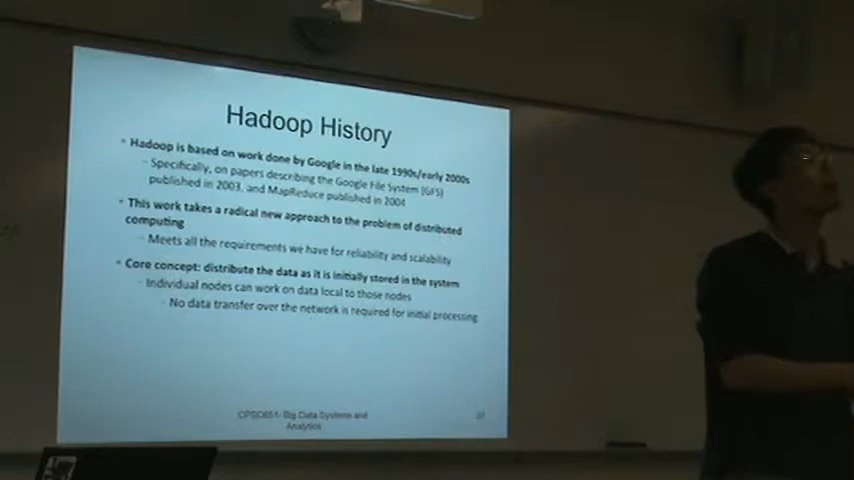 Hadoop History
Hadoop is based on work done by Google in the late 1990s/early 2000s
Specifically, on papers describing the Google File System (GFS)
published in 2003, and MapReduce published in 2004
This work takes a radical new approach to the problem of distributed
computing
Meets all the requirements we have for reliability and scalability
Core concept: distribute the data as it is initially stored in the system
Individual nodes can work on data local to those nodes
No data transfer over the network is required for initial processing
Big Data Systems and
Analytics